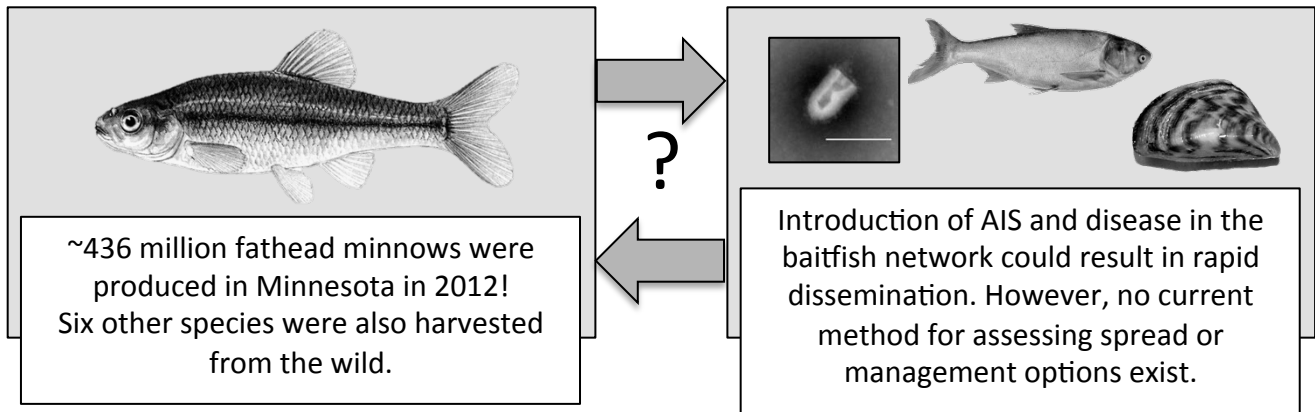 ~436 million fathead minnows were
produced in Minnesota in 2012!
Six other species were also harvested
from the wild.
?
Introduction of AIS and disease in the
baitfish network could result in rapid
dissemination. However, no current
method for assessing spread or
management options exist.